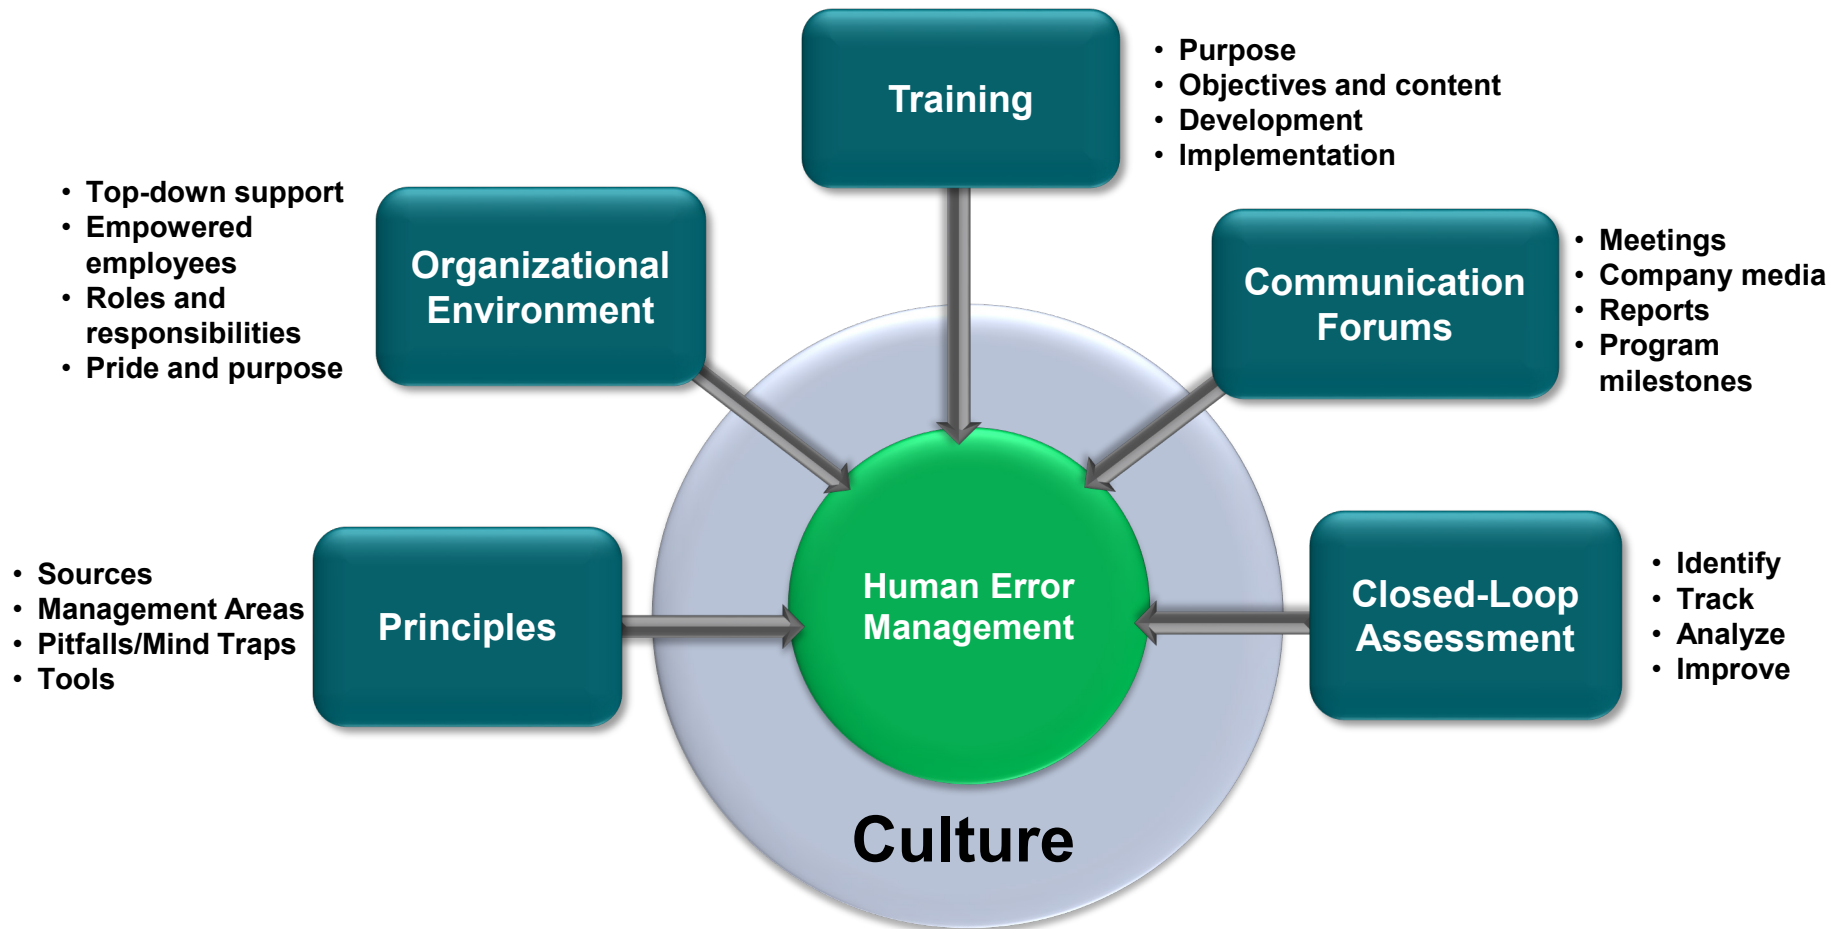 Training
• Purpose
• Objectives and content
• Development
• Implementation
• Top-down support
• Empowered
employees
• Roles and
responsibilities
• Pride and purpose
Organizational
Environment
Communication
Forums
• Meetings
• Company media
• Reports
• Program
milestones
• Sources
• Management Areas
• Pitfalls/Mind Traps
• Tools
Principles
Human Error
Management
Closed-Loop
Assessment
• Identify
• Track
• Analyze
• Improve
Culture